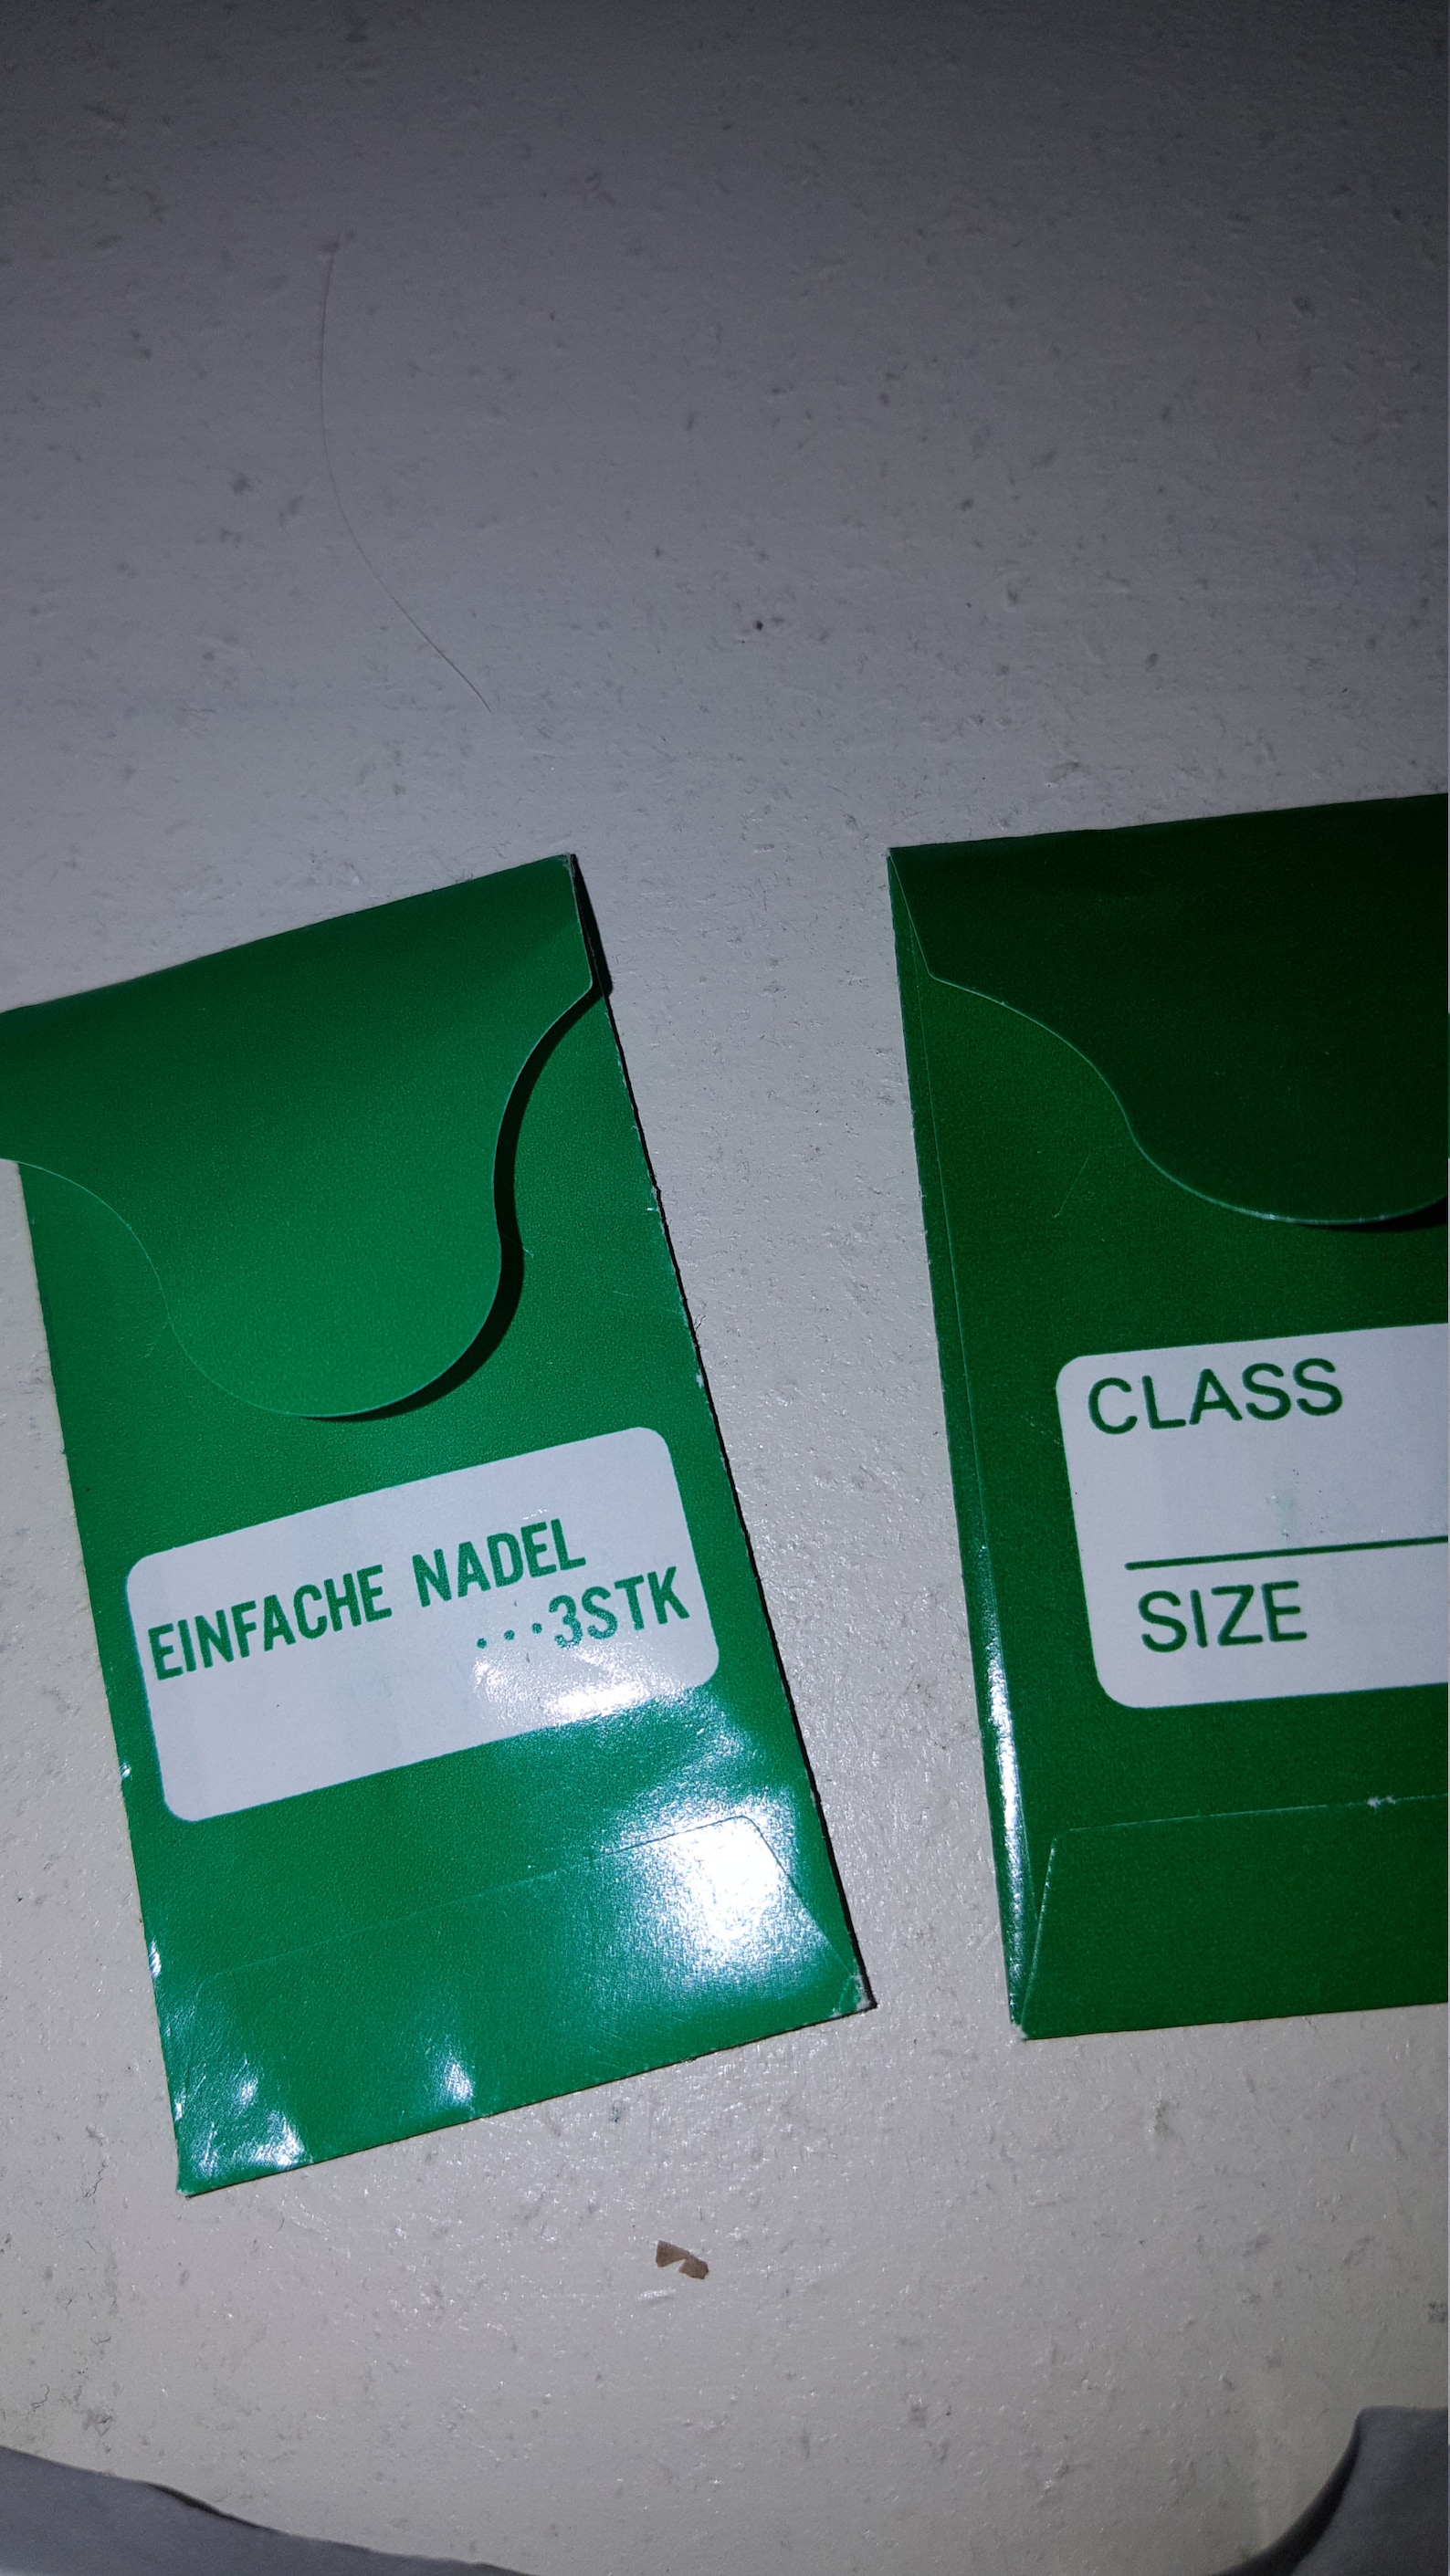 EINFACHE NADEL
...3STK
CLASS
SIZE